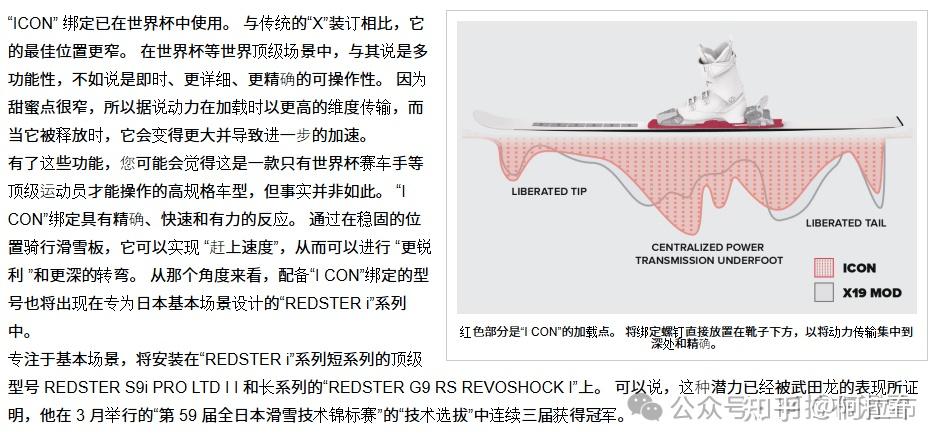 “ICON” 绑定已在世界杯中使用。 与传统的“X”装订相比，它
的最佳位置更窄。 在世界杯等世界顶级场景中，与其说是多
功能性，不如说是即时、更详细、更精确的可操作性。 因为
甜蜜点很窄，所以据说动力在加载时以更高的维度传输，而
当它被释放时，它会变得更大并导致进一步的加速。
有了这些功能，您可能会觉得这是一款只有世界杯赛车手等
顶级运动员才能操作的高规格车型，但事实并非如此。 “I
CON”绑定具有精确、快速和有力的反应。 通过在稳固的位
置骑行滑雪板，它可以实现 “赶上速度”，从而可以进行 “更锐
利 ”和更深的转弯。 从那个角度来看，配备“I CON”绑定的型
号也将出现在专为日本基本场景设计的“REDSTER i”系列
中。
专注于基本场景，将安装在“REDSTER i”系列短系列的顶级
型号 REDSTER S9i PRO LTD I I 和长系列的“REDSTER G9 RS REVOSHOCK I”上。 可以说，这种潜力已经被武田龙的表现所证
明，他在 3 月举行的“第 59 届全日本滑雪技术锦标赛”的“技术选拔”中连续三届获得冠军。
LIBERATED TIP
LIBERATED TAIL
CENTRALIZED POWER
TRANSMISSION UNDERFOOT
ICON
X19 MOD
红色部分是“I CON”的加载点。 将绑定螺钉直接放置在靴子下方，以将动力传输集中到
深处和精确。
公众号
知乎